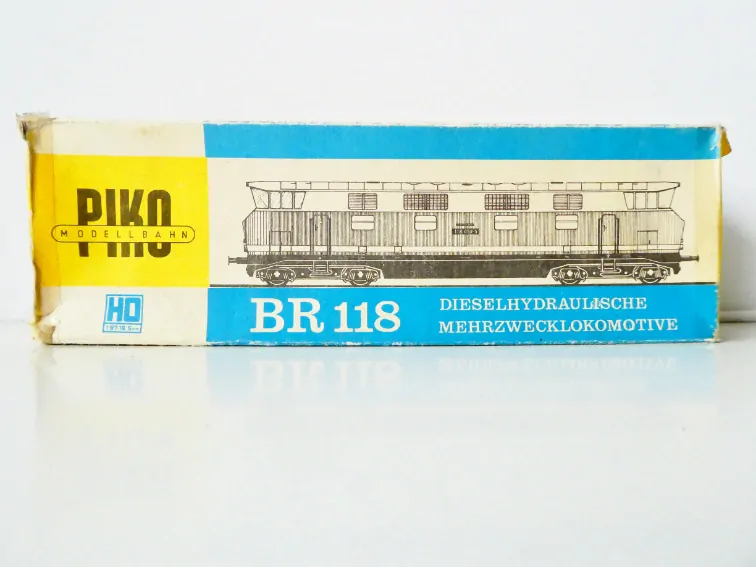 PIKO
MODELLBAHN
HO
BR 118
DIESELHYDRAULISCHE
MEHRZWECKLOKOMOTIVE